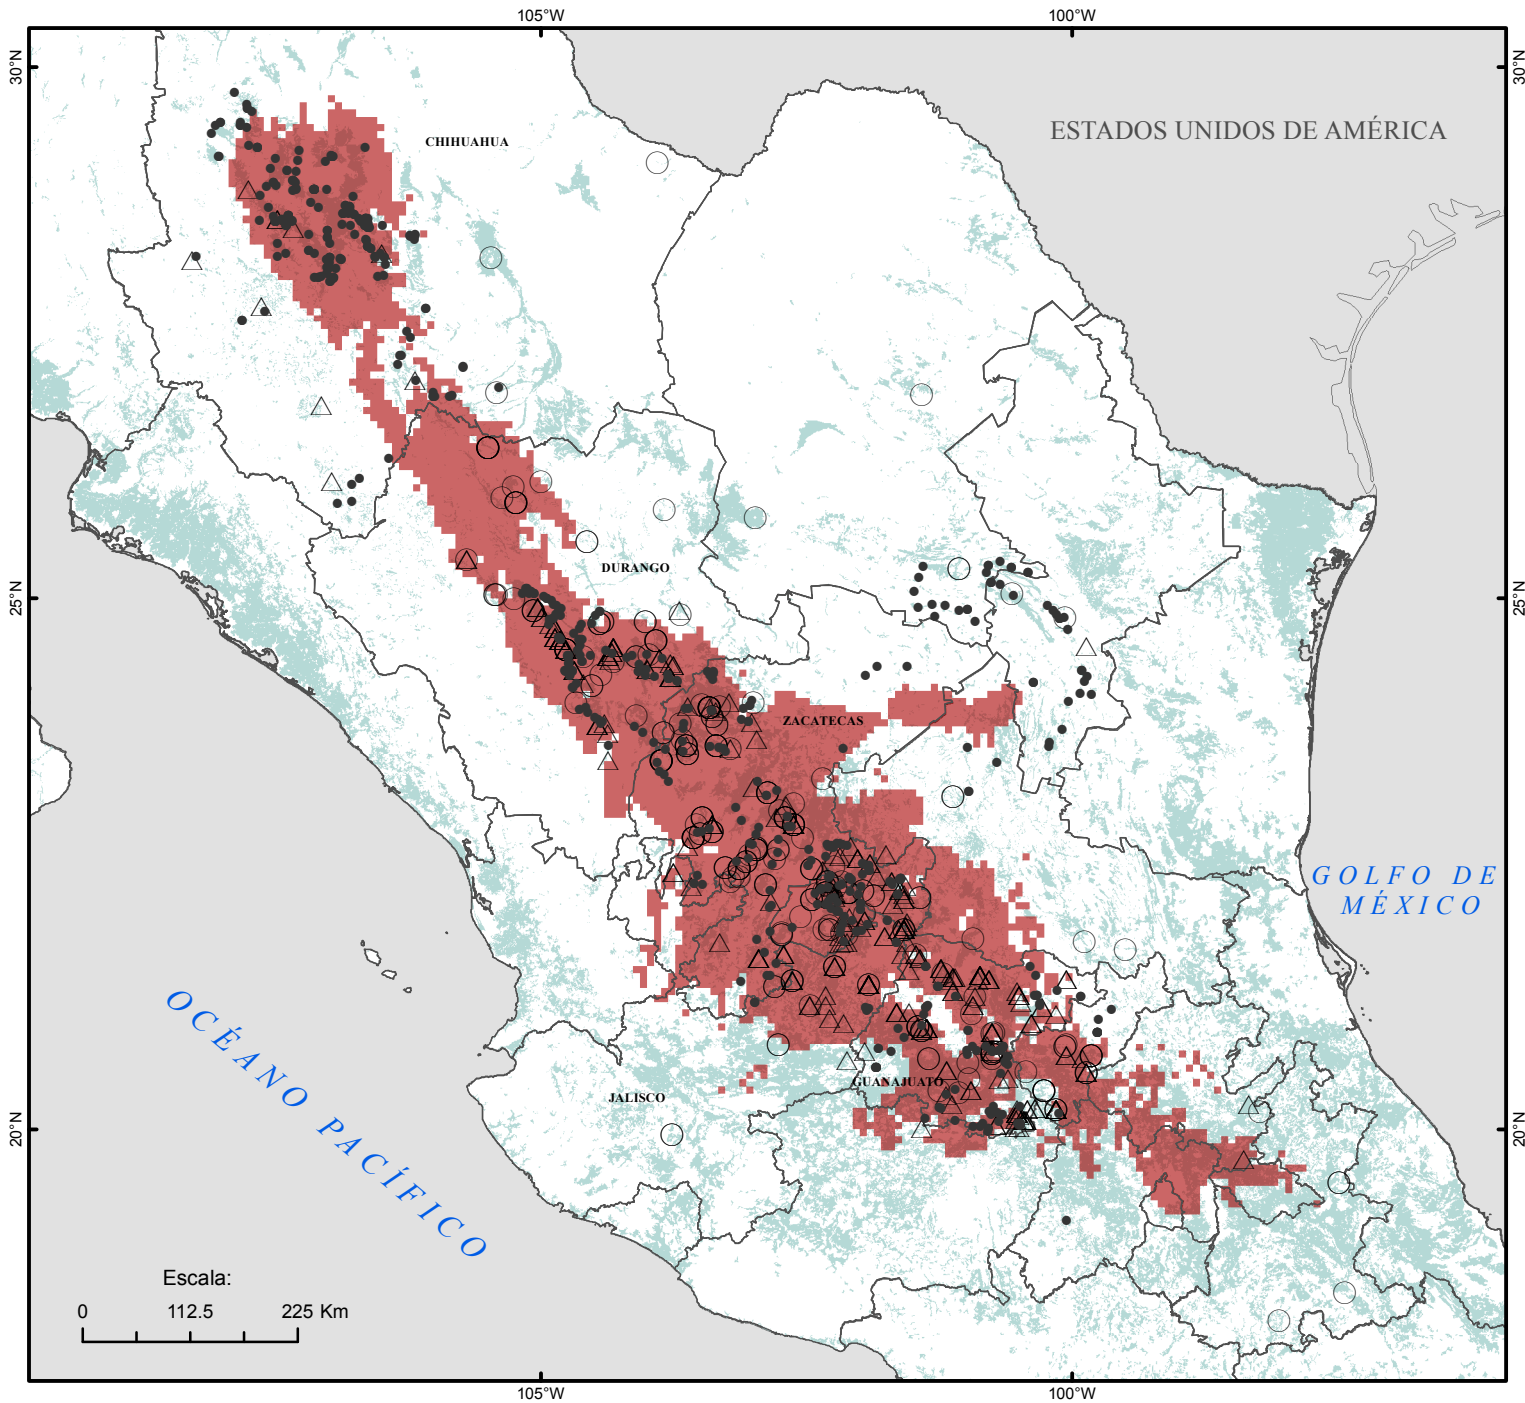 105°W
100°W
30°N
30°N
ESTADOS UNIDOS DE AMÉRICA
CHIHUAHUA
DURANGO
25°N
25°N
ZACATECAS
GOLFO DE
MÉXICO
OCÉANO PACÍFICO
GUANAJUATO
JALISCO
20°N
20°N
Escala:
0 112.5 225 Km
105°W
100°W